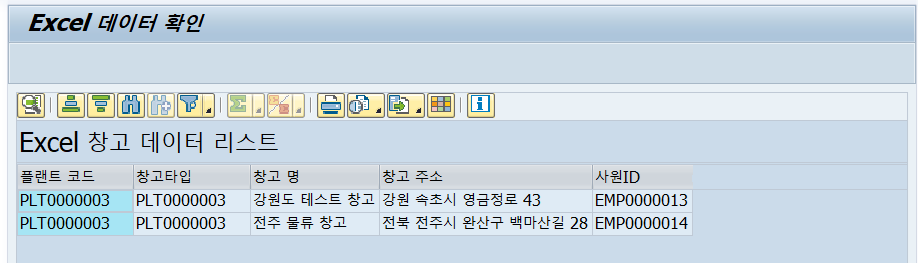 Excel 데이터 확인
Excel 창고 데이터 리스트
플랜트 코드 창고타입 창고 명 창고 주소 사원ID
PLT0000003 PLT0000003 강원도 테스트 창고 강원 속초시 영금정로 43 EMP0000013
PLT0000003 PLT0000003 전주 물류 창고 전북 전주시 완산구 백마산길 28 EMP0000014